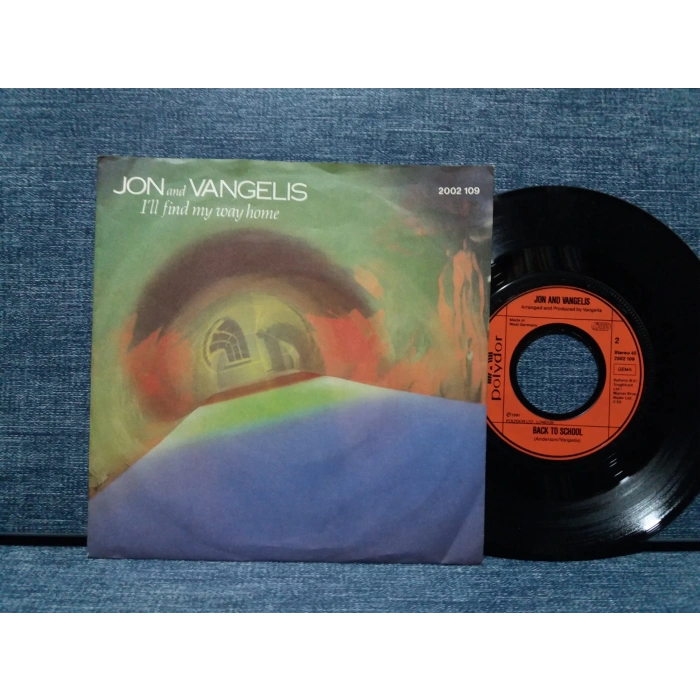 JON and VANGELIS
I'll find my way home
2002 109
JON AND VANGELIS
Arranged and Produced by Vangelis
Made in
West Germany
2
Stereo 45
2002 109
GEMA
polydor
BACK TO SCHOOL
(Anderson/Vangelis)